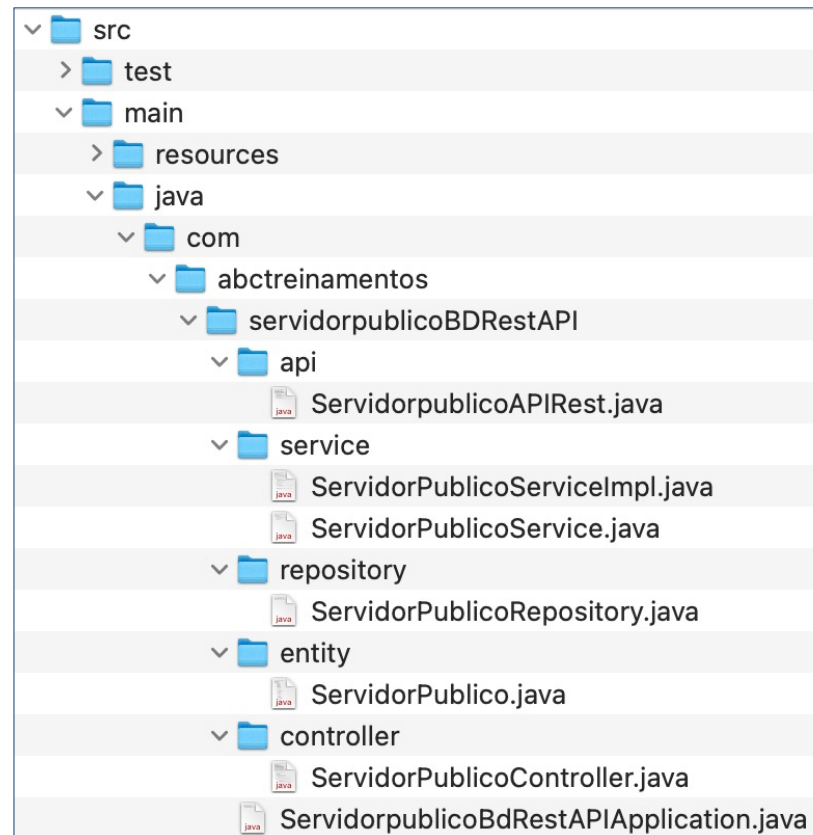 src
test
main
resources
java
com
abctreinamentos
servidorpublicoBDRestAPI
api
java ServidorpublicoAPIRest.java
service
java ServidorPublicoServiceImpl.java
java ServidorPublicoService.java
repository
java ServidorPublicoRepository.java
entity
java ServidorPublico.java
controller
java ServidorPublicoController.java
java ServidorpublicoBdRestAPIApplication.java